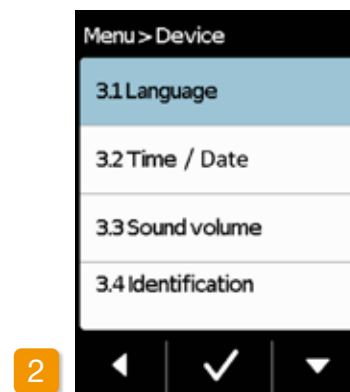 Menu > Device
3.1 Language
3.2 Time / Date
3.3 Sound volume
3.4 Identification
2